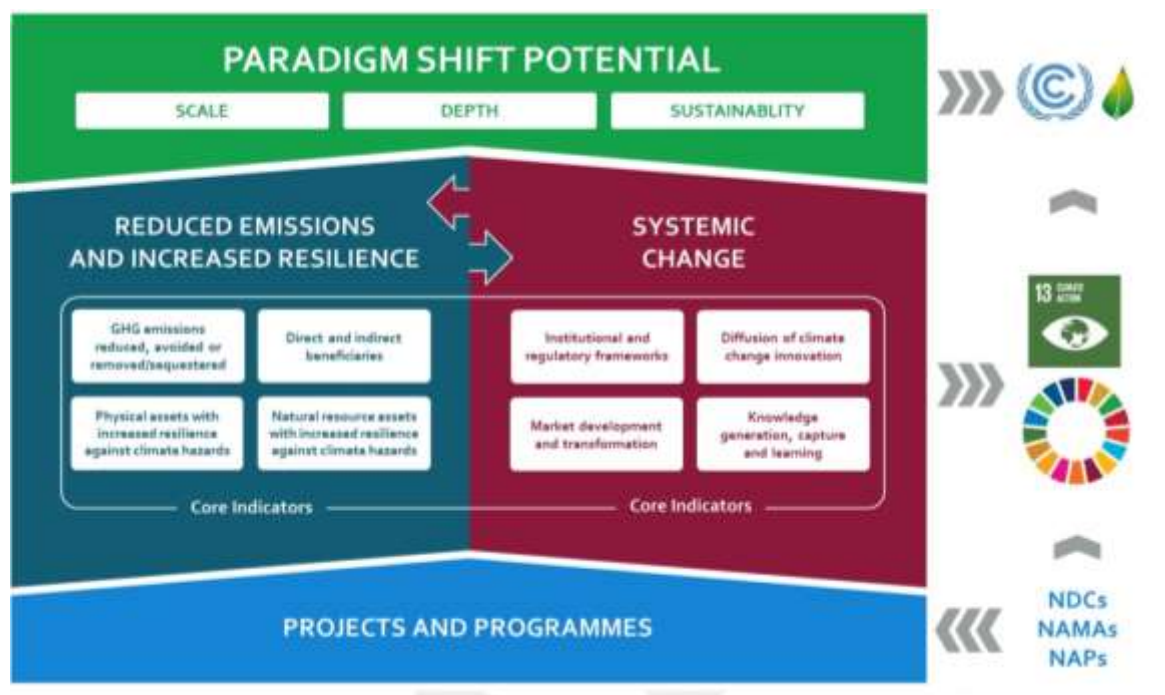 PARADIGM SHIFT POTENTIAL
SCALE
DEPTH
SUSTAINABLITY
REDUCED EMISSIONS
AND INCREASED RESILIENCE
SYSTEMIC
CHANGE
GHG emissions
reduced, avoided or
removed/sequestered
Direct and indirect
beneficiaries
Physical assets with
increased resilience
against climate hazards
Natural resource assets
with increased resilience
against climate hazards
Core Indicators
Institutional and
regulatory frameworks
Diffusion of climate
change innovation
Market development
and transformation
Knowledge
generation, capture
and learning
Core Indicators
PROJECTS AND PROGRAMMES
13 CLIMATE
ACTION
NDCs
NAMAs
NAPs